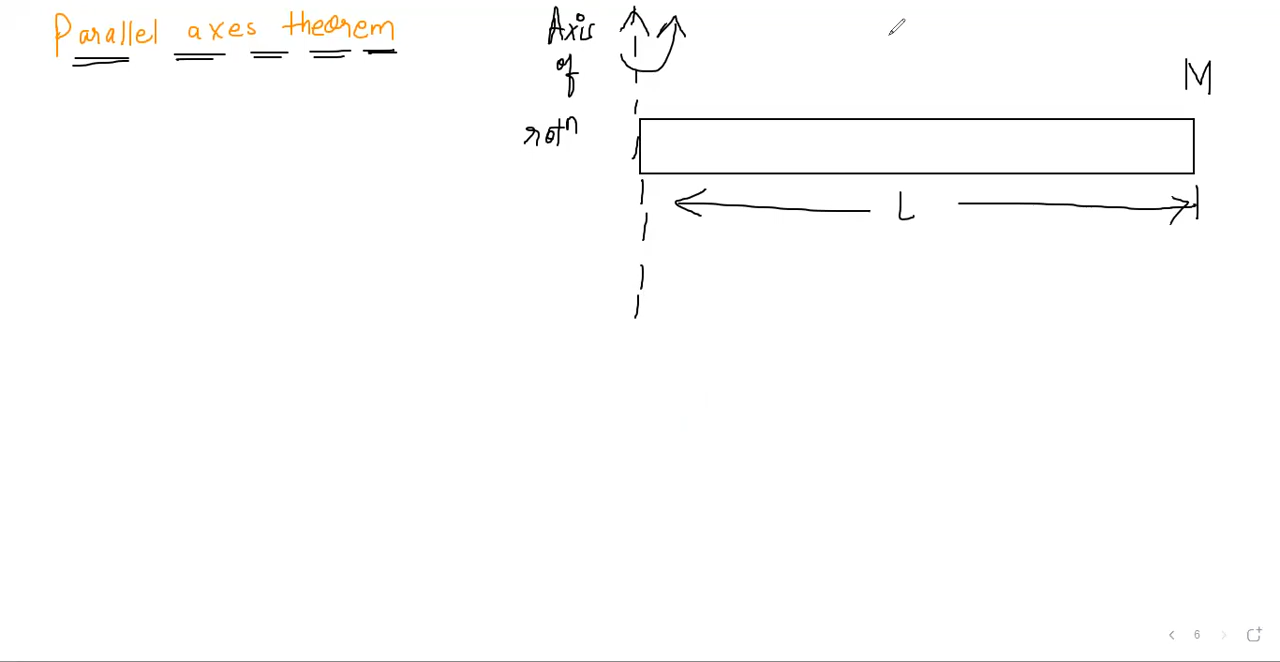 Parallel axes theorem
Axis
of
rotⁿ
M
L
6